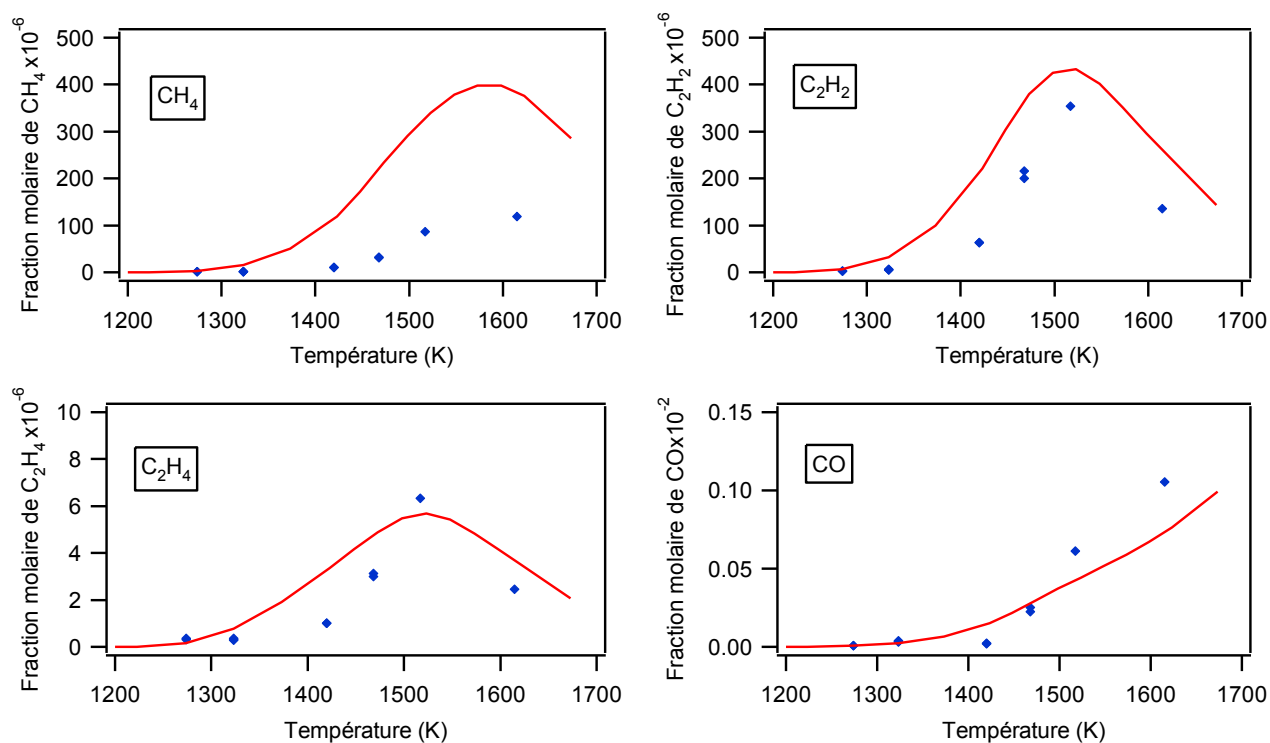 Fraction molaire de CH4 x10-6
500
400
300
200
100
0
CH4
1200 1300 1400 1500 1600 1700
Température (K)
Fraction molaire de C2H2 x10-6
500
400
300
200
100
0
C2H2
1200 1300 1400 1500 1600 1700
Température (K)
Fraction molaire de C2H4 x10-6
10
8
6
4
2
0
C2H4
1200 1300 1400 1500 1600 1700
Température (K)
Fraction molaire de COx10-2
0.15
0.10
0.05
0.00
CO
1200 1300 1400 1500 1600 1700
Température (K)